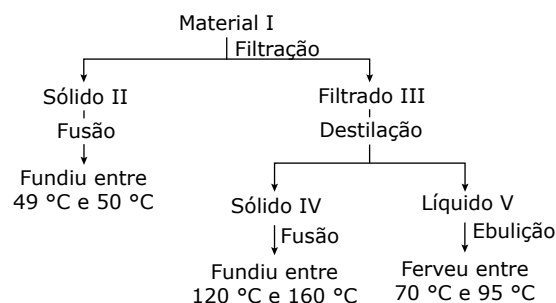 Material I
Filtração
Sólido II
Filtrado III
Fusão
Destilação
Fundiu entre
49 °C e 50 °C
Sólido IV
Líquido V
Fusão
Ebulição
Fundiu entre
120 °C e 160 °C
Ferveu entre
70 °C e 95 °C